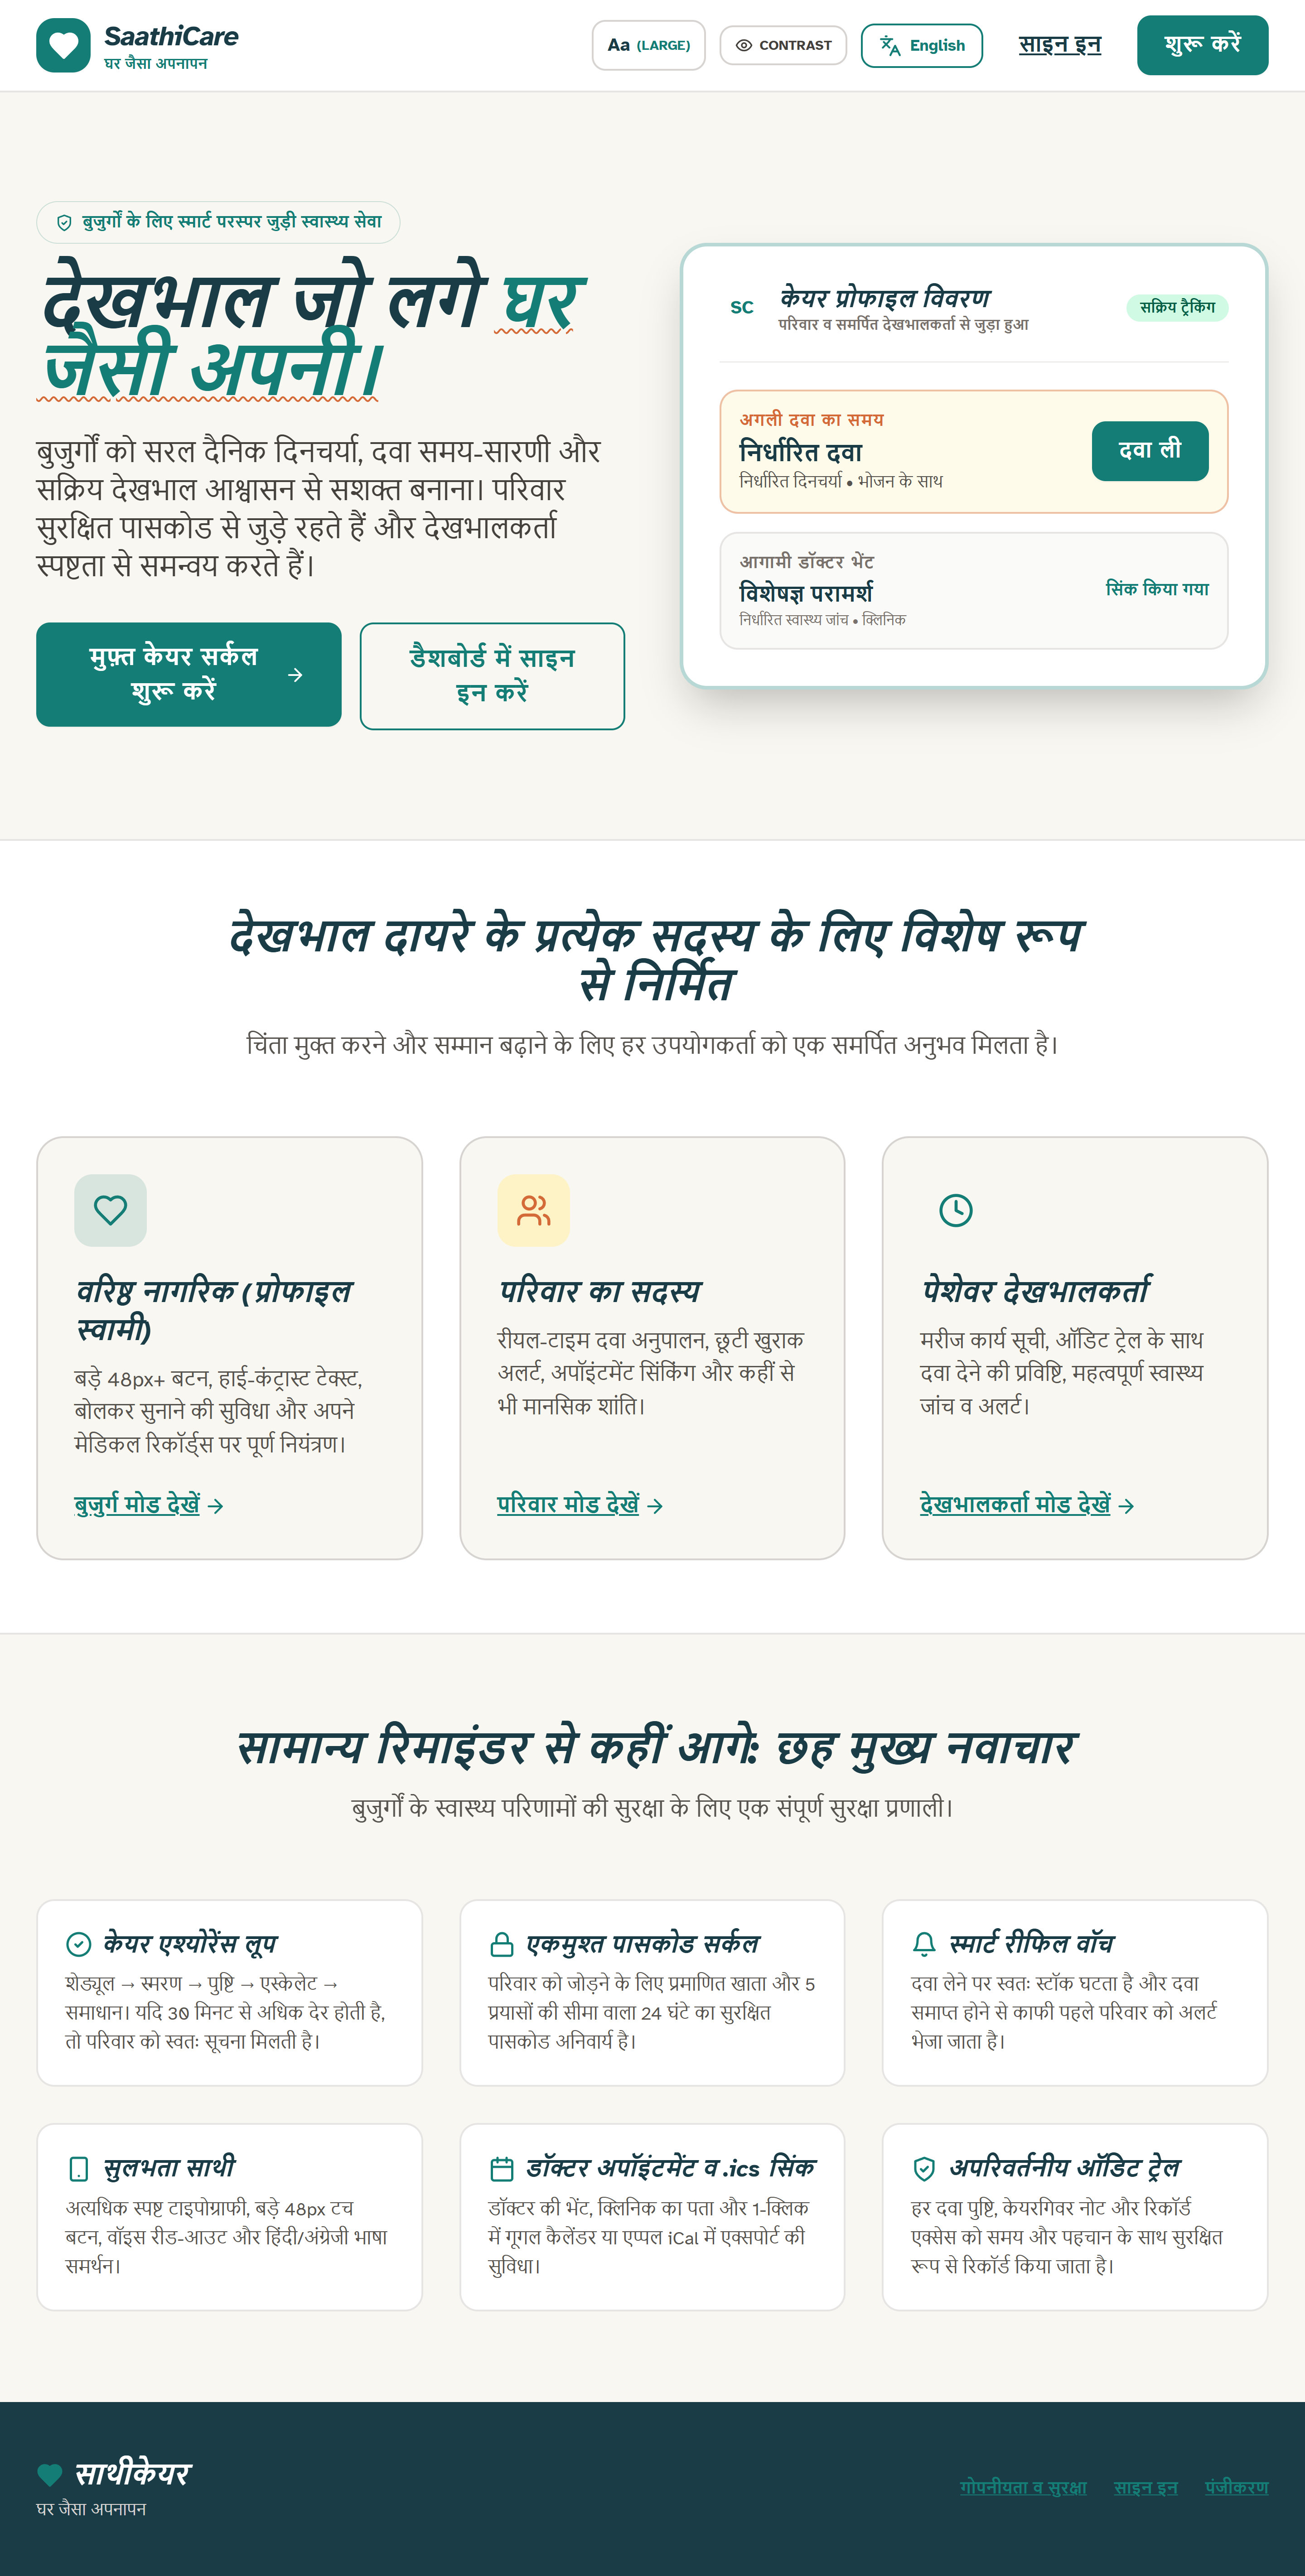 SaathiCare
घर जैसा अपनापन
Aa (LARGE)
CONTRAST
English
साइन इन
शुरू करें
बुजुर्गों के लिए स्मार्ट परस्पर जुड़ी स्वास्थ्य सेवा
देखभाल जो लगे घर
जैसी अपनी।
बुजुर्गों को सरल दैनिक दिनचर्या, दवा समय-सारणी और
सक्रिय देखभाल आश्वासन से सशक्त बनाना। परिवार
सुरक्षित पासकोड से जुड़े रहते हैं और देखभालकर्ता
स्पष्टता से समन्वय करते हैं।
मुफ़्त केयर सर्कल
शुरू करें →
डैशबोर्ड में साइन
इन करें
SC
केयर प्रोफाइल विवरण
परिवार व समर्पित देखभालकर्ता से जुड़ा हुआ
सक्रिय ट्रैकिंग
अगली दवा का समय
निर्धारित दवा
निर्धारित दिनचर्या • भोजन के साथ
दवा ली
आगामी डॉक्टर भेंट
विशेषज्ञ परामर्श
निर्धारित स्वास्थ्य जांच • क्लिनिक
सिंक किया गया
देखभाल दायरे के प्रत्येक सदस्य के लिए विशेष रूप
से निर्मित
चिंता मुक्त करने और सम्मान बढ़ाने के लिए हर उपयोगकर्ता को एक समर्पित अनुभव मिलता है।
वरिष्ठ नागरिक (प्रोफाइल
स्वामी)
बड़े 48px+ बटन, हाई-कंट्रास्ट टेक्स्ट,
बोलकर सुनाने की सुविधा और अपने
मेडिकल रिकॉर्ड्स पर पूर्ण नियंत्रण।
बुजुर्ग मोड देखें →
परिवार का सदस्य
रीयल-टाइम दवा अनुपालन, छूटी खुराक
अलर्ट, अपॉइंटमेंट सिंकिंग और कहीं से
भी मानसिक शांति।
परिवार मोड देखें →
पेशेवर देखभालकर्ता
मरीज कार्य सूची, ऑडिट ट्रेल के साथ
दवा देने की प्रविष्टि, महत्वपूर्ण स्वास्थ्य
जांच व अलर्ट।
देखभालकर्ता मोड देखें →
सामान्य रिमाइंडर से कहीं आगे: छह मुख्य नवाचार
बुजुर्गों के स्वास्थ्य परिणामों की सुरक्षा के लिए एक संपूर्ण सुरक्षा प्रणाली।
केयर एश्योरेंस लूप
शेड्यूल → स्मरण → पुष्टि → एस्केलेट →
समाधान। यदि 30 मिनट से अधिक देर होती है,
तो परिवार को स्वतः सूचना मिलती है।
एकमुश्त पासकोड सर्कल
परिवार को जोड़ने के लिए प्रमाणित खाता और 5
प्रयासों की सीमा वाला 24 घंटे का सुरक्षित
पासकोड अनिवार्य है।
स्मार्ट रीफिल वॉच
दवा लेने पर स्वतः स्टॉक घटता है और दवा
समाप्त होने से काफी पहले परिवार को अलर्ट
भेजा जाता है।
सुलभता साथी
अत्यधिक स्पष्ट टाइपोग्राफी, बड़े 48px टच
बटन, वॉइस रीड-आउट और हिंदी/अंग्रेजी भाषा
समर्थन।
डॉक्टर अपॉइंटमेंट व .ics सिंक
डॉक्टर की भेंट, क्लिनिक का पता और 1-क्लिक
में गूगल कैलेंडर या एप्पल iCal में एक्सपोर्ट की
सुविधा।
अपरिवर्तनीय ऑडिट ट्रेल
हर दवा पुष्टि, केयरगिवर नोट और रिकॉर्ड
एक्सेस को समय और पहचान के साथ सुरक्षित
रूप से रिकॉर्ड किया जाता है।
साथीकेयर
घर जैसा अपनापन
गोपनीयता व सुरक्षा
साइन इन
पंजीकरण